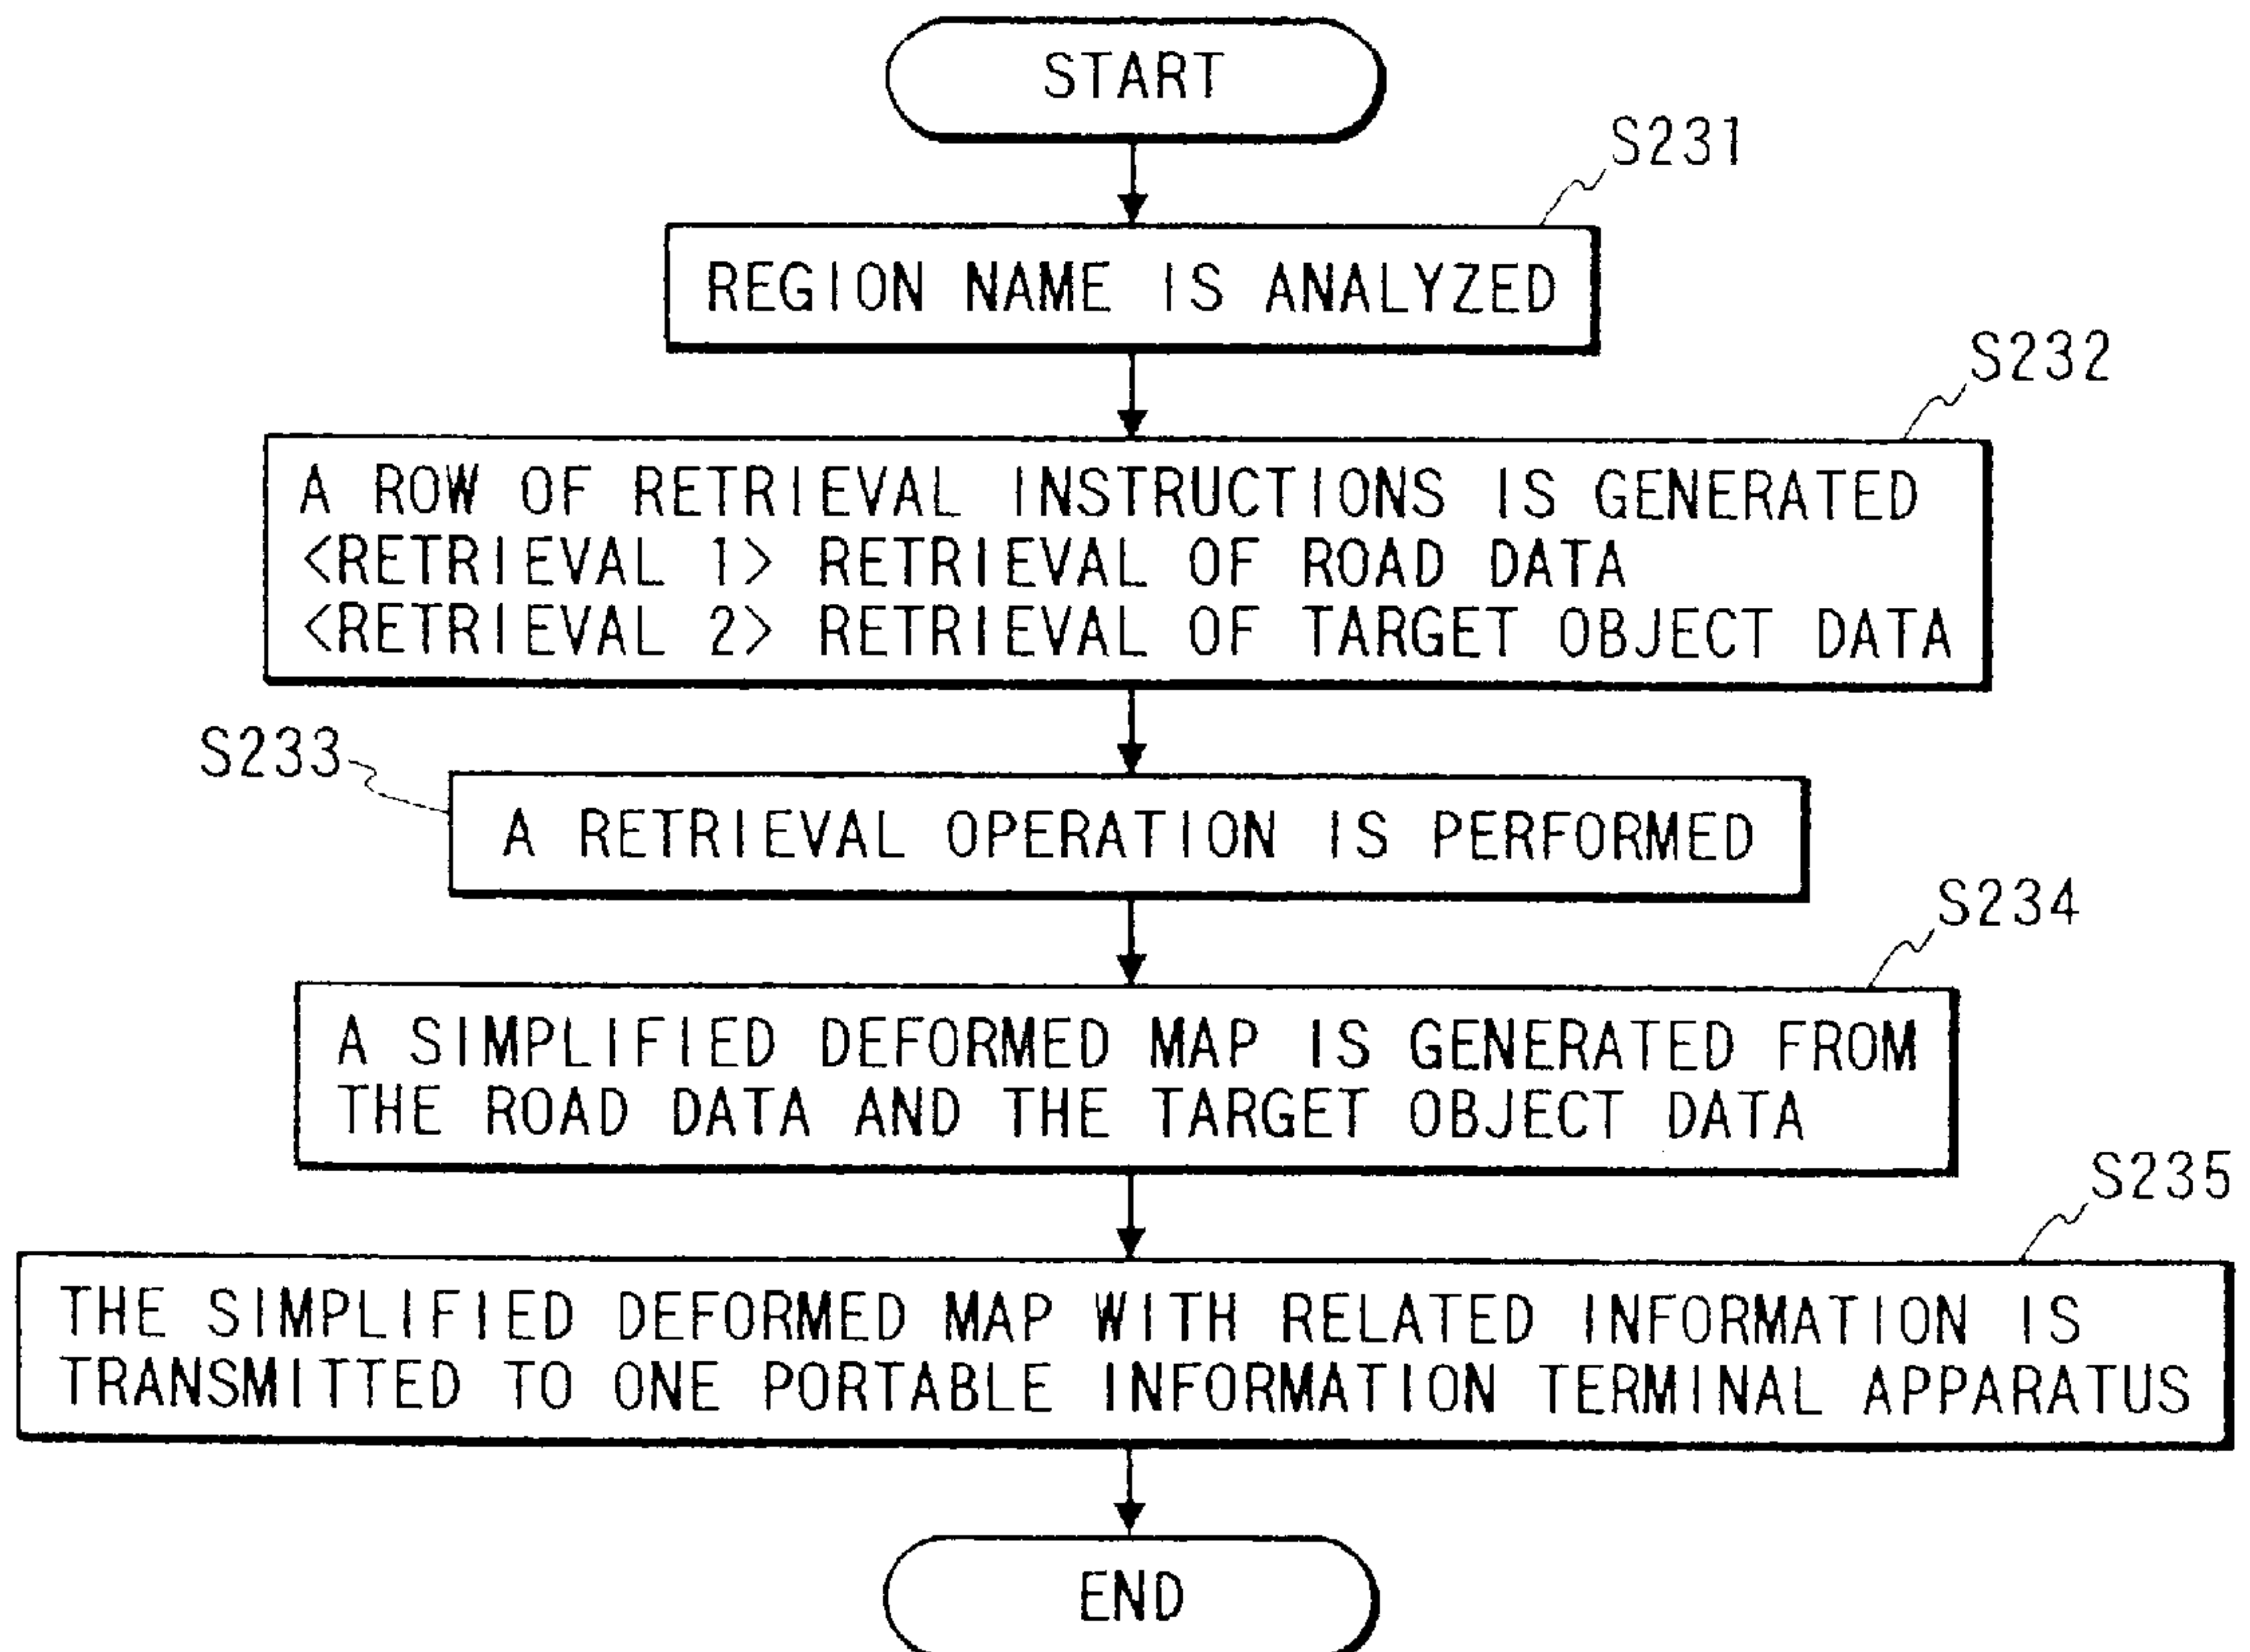 START
S231
REGION NAME IS ANALYZED
S232
A ROW OF RETRIEVAL INSTRUCTIONS IS GENERATED
<RETRIEVAL 1> RETRIEVAL OF ROAD DATA
<RETRIEVAL 2> RETRIEVAL OF TARGET OBJECT DATA
S233
A RETRIEVAL OPERATION IS PERFORMED
S234
A SIMPLIFIED DEFORMED MAP IS GENERATED FROM
THE ROAD DATA AND THE TARGET OBJECT DATA
S235
THE SIMPLIFIED DEFORMED MAP WITH RELATED INFORMATION IS
TRANSMITTED TO ONE PORTABLE INFORMATION TERMINAL APPARATUS
END